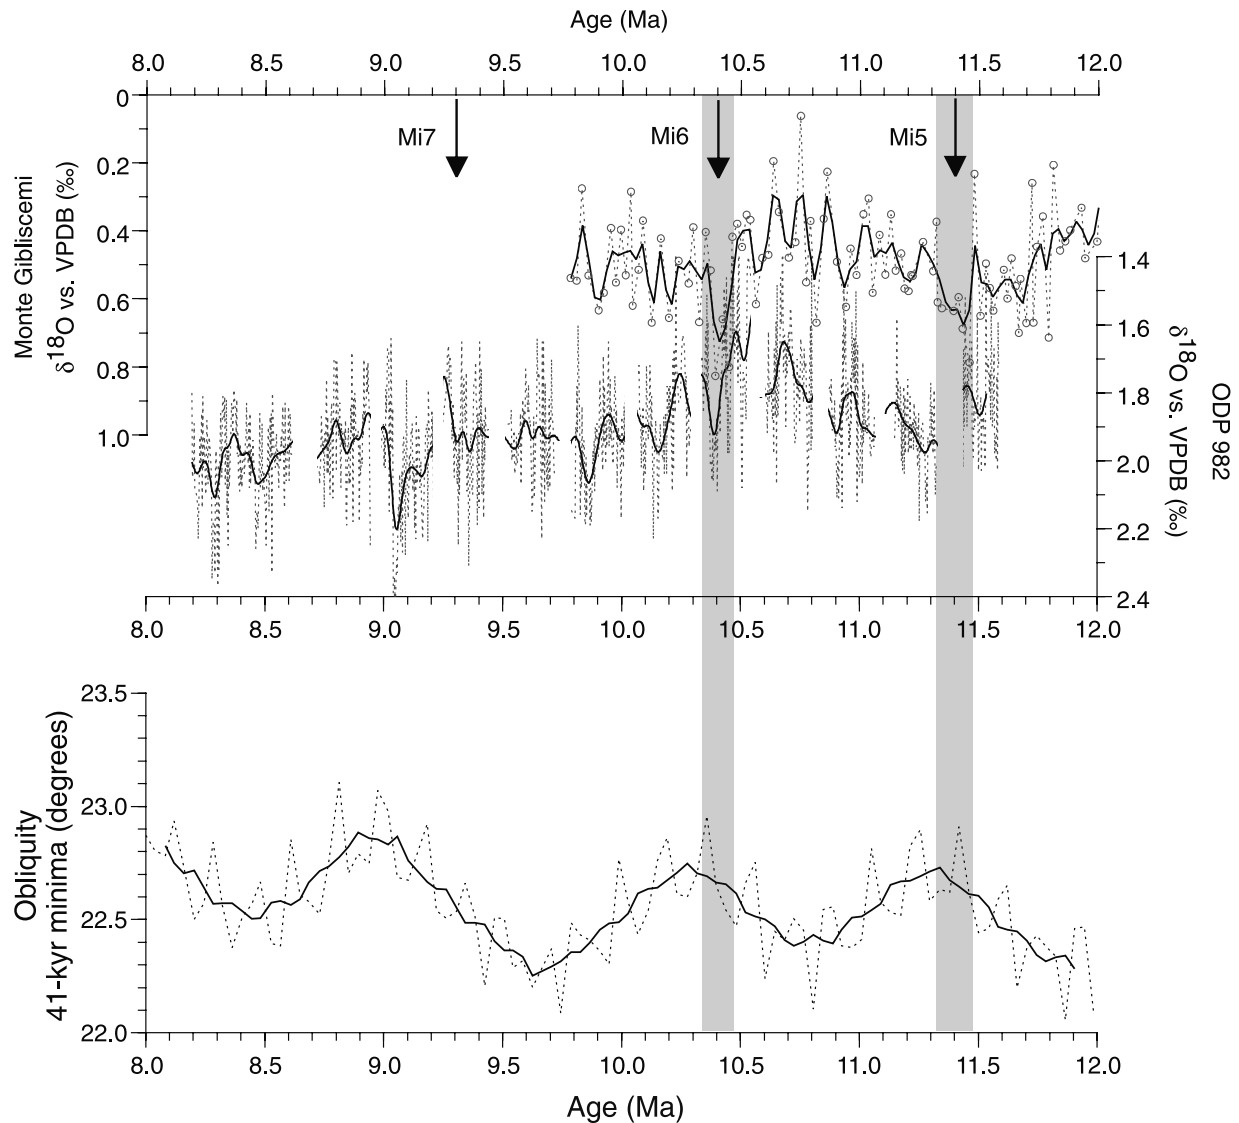 Age (Ma)
8.0 8.5 9.0 9.5 10.0 10.5 11.0 11.5 12.0
0
0.2
0.4
0.6
0.8
1.0
Monte Gibliscemi
δ18O vs. VPDB (‰)
Mi7
Mi6
Mi5
1.4
1.6
1.8
2.0
2.2
2.4
δ18O vs. VPDB (‰)
ODP 982
8.0 8.5 9.0 9.5 10.0 10.5 11.0 11.5 12.0
23.5
23.0
22.5
22.0
Obliquity
41-kyr minima (degrees)
8.0 8.5 9.0 9.5 10.0 10.5 11.0 11.5 12.0
Age (Ma)